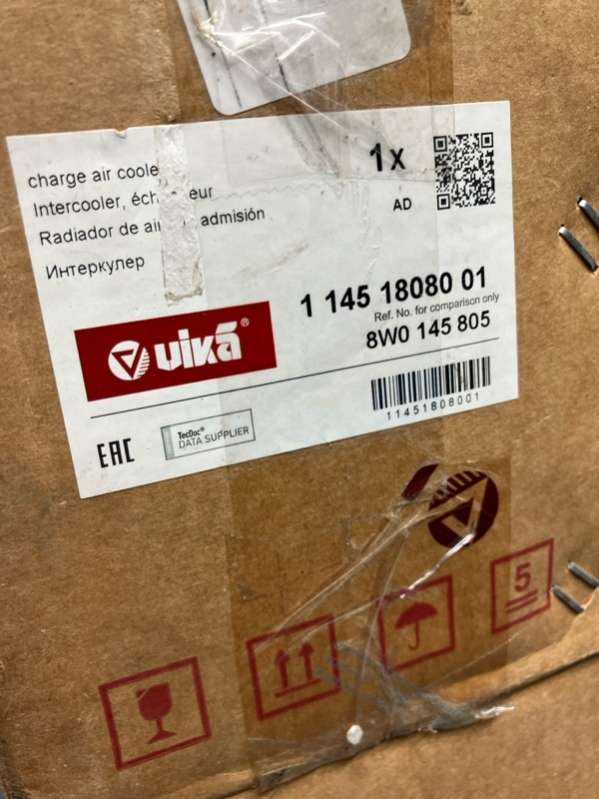 charge air coole
Intercooler, éch eur
Radiador de ai admisión
Интеркулер
1x
AD
1 145 18080 01
Ref. No. for comparison only
8W0 145 805
vika®
11451808001
EAC
TecDoc®
DATA SUPPLIER
5